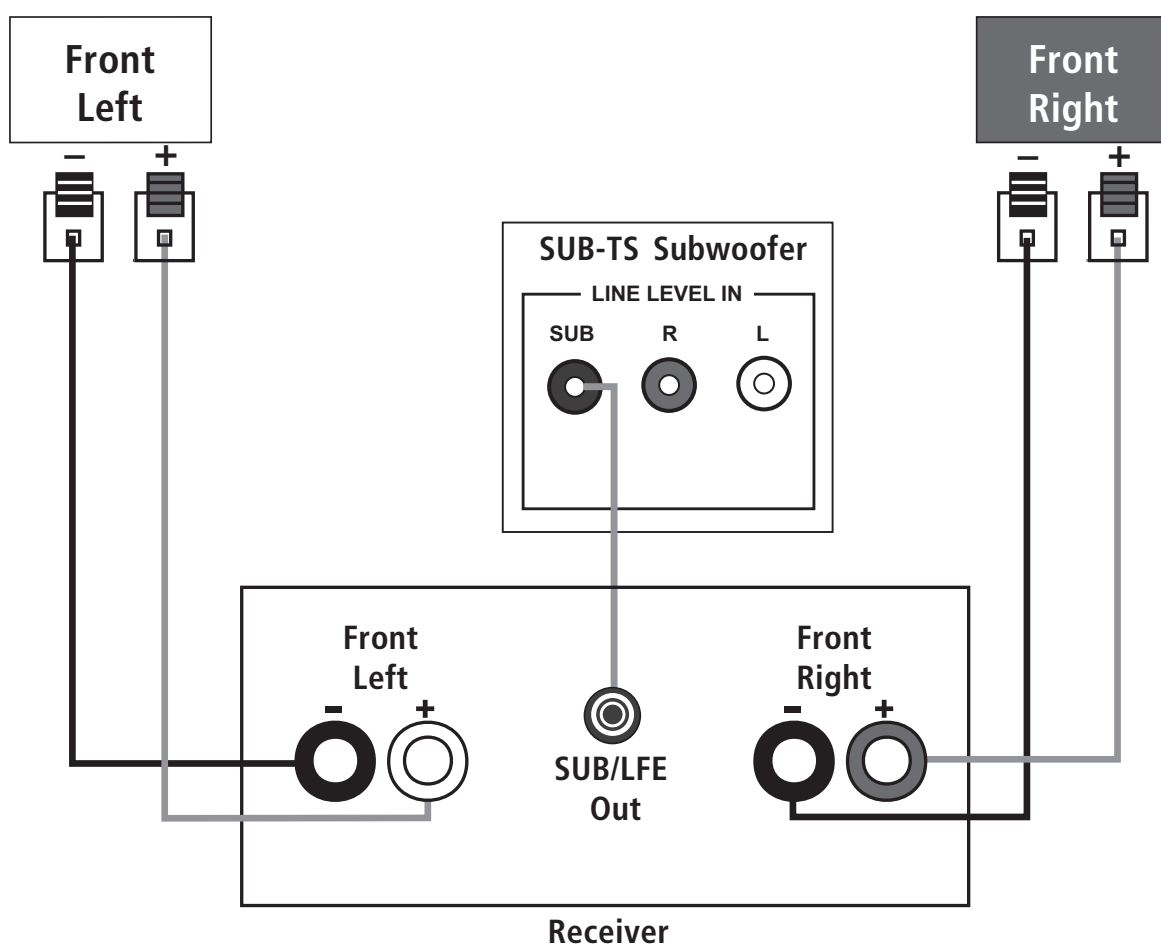 Front
Left
– +
Front
Right
– +
SUB-TS Subwoofer
LINE LEVEL IN
SUB R L
Front
Left
- +
SUB/LFE
Out
Front
Right
- +
Receiver